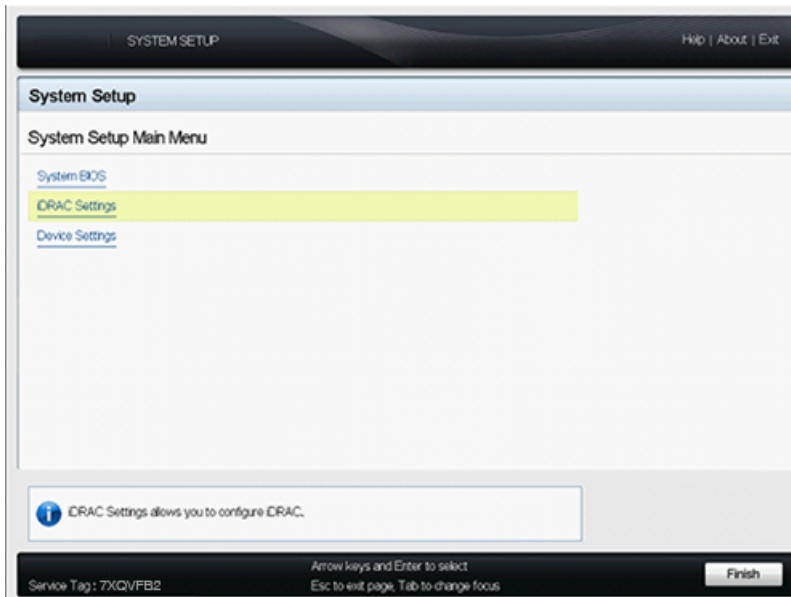 SYSTEM SETUP
Help | About | Exit
System Setup
System Setup Main Menu
System BIOS
iDRAC Settings
Device Settings
iDRAC Settings allows you to configure iDRAC.
Arrow keys and Enter to select
Service Tag : 7XQVFB2
Esc to exit page, Tab to change focus
Finish